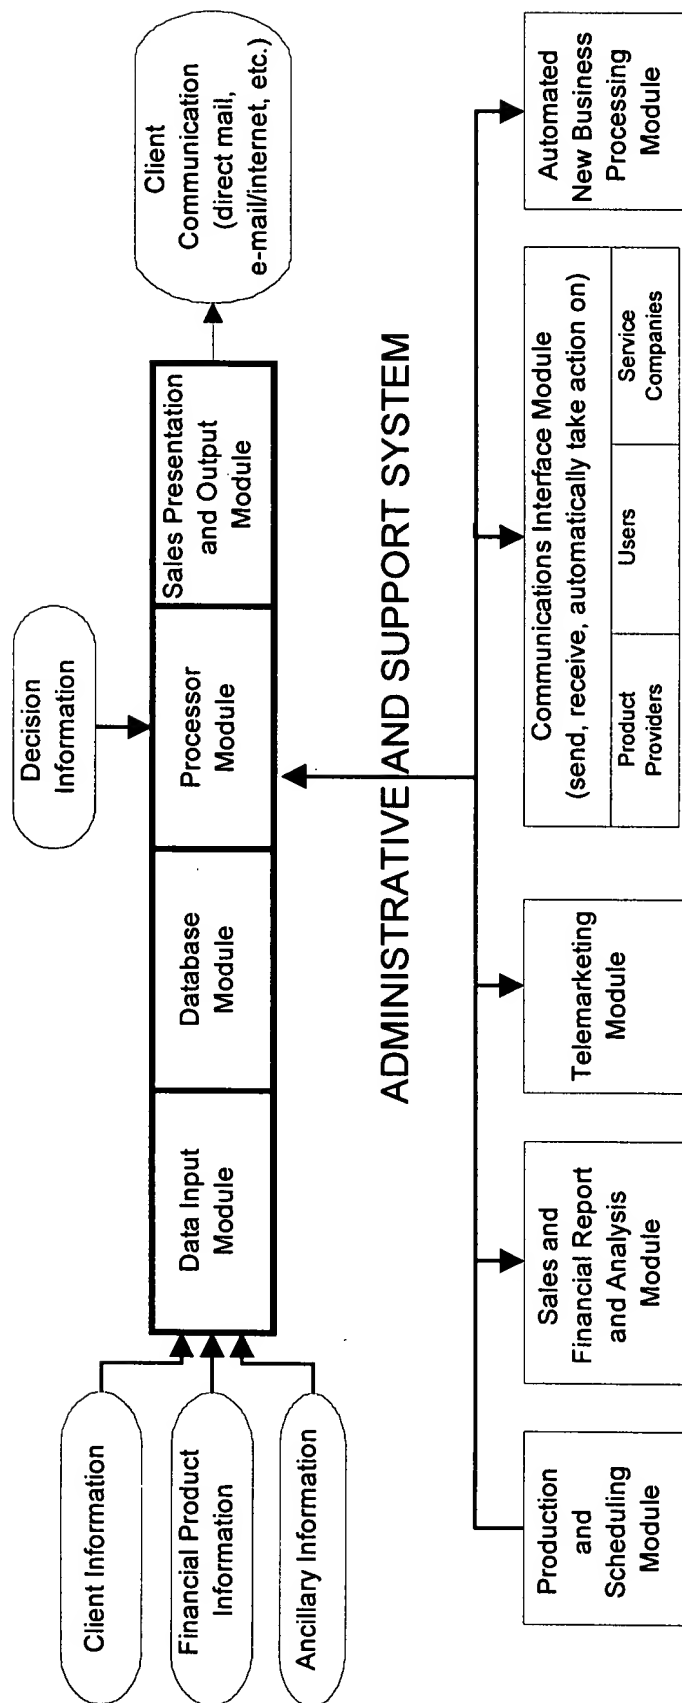 Client Information
Financial Product
Information
Ancillary Information
Data Input
Module
Database
Module
Processor
Module
Sales Presentation
and Output
Module
Decision
Information
Client
Communication
(direct mail,
e-mail/internet, etc.)
ADMINISTRATIVE AND SUPPORT SYSTEM
Production
and
Scheduling
Module
Sales and
Financial Report
and Analysis
Module
Telemarketing
Module
Communications Interface Module
(send, receive, automatically take action on)
Product
Providers
Users
Service
Companies
Automated
New Business
Processing
Module